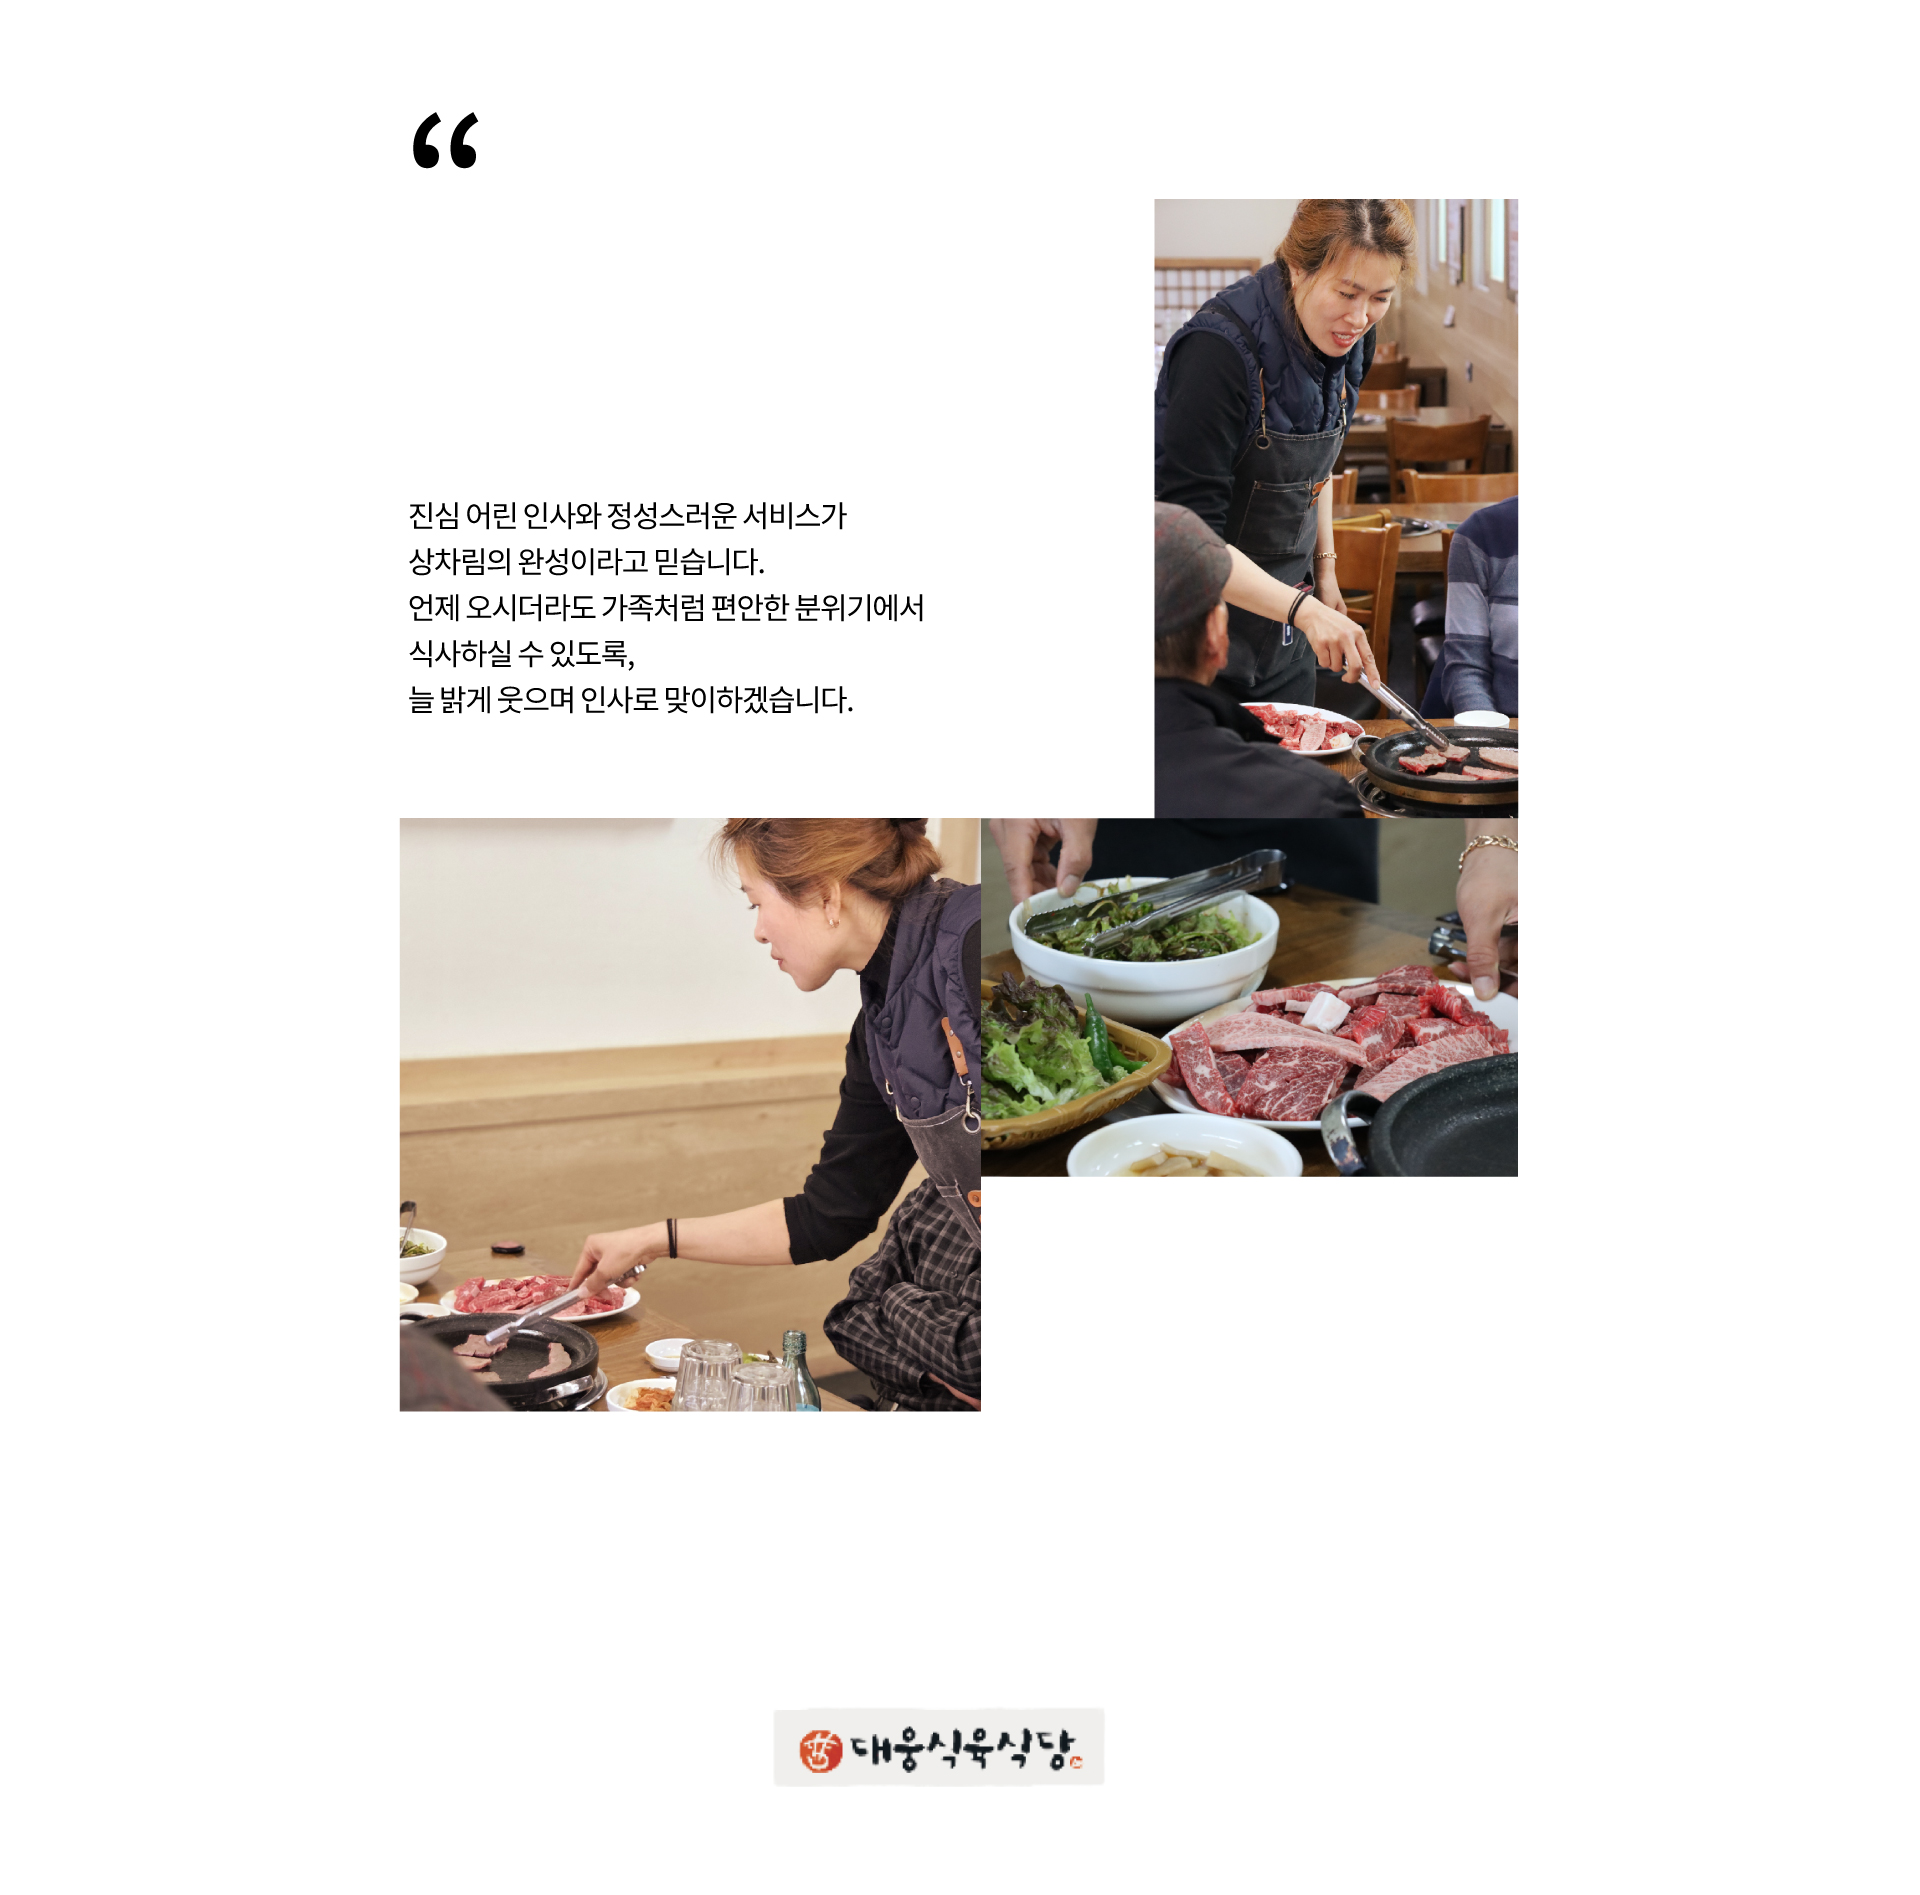 “
진심 어린 인사와 정성스러운 서비스가
상차림의 완성이라고 믿습니다.
언제 오시더라도 가족처럼 편안한 분위기에서
식사하실 수 있도록,
늘 밝게 웃으며 인사로 맞이하겠습니다.
대웅식육식당